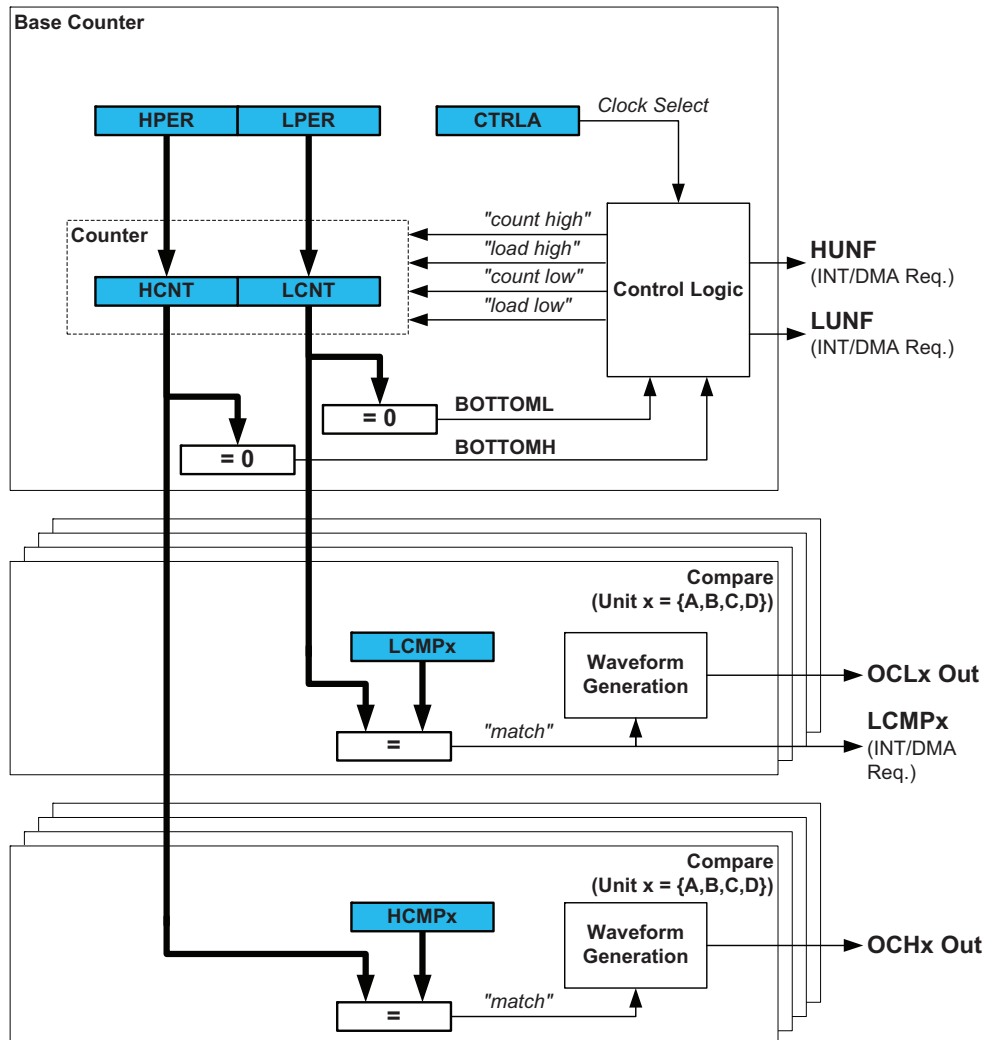 Base Counter
HPER
LPER
CTRLA
Clock Select
Counter
"count high"
"load high"
"count low"
"load low"
HCNT
LCNT
Control Logic
HUNF
(INT/DMA Req.)
LUNF
(INT/DMA Req.)
= 0
BOTTOML
= 0
BOTTOMH
Compare
(Unit x = {A,B,C,D})
LCMPx
Waveform
Generation
OCLx Out
=
"match"
LCMPx
(INT/DMA
Req.)
Compare
(Unit x = {A,B,C,D})
HCMPx
Waveform
Generation
OCHx Out
=
"match"